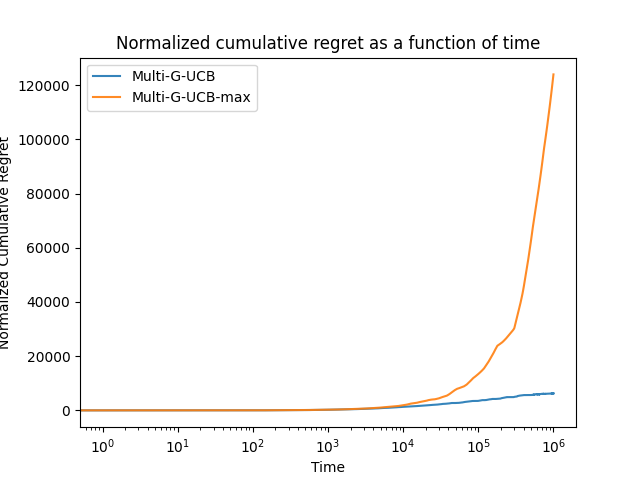 Normalized cumulative regret as a function of time
Multi-G-UCB
Multi-G-UCB-max
Normalized Cumulative Regret
120000
100000
80000
60000
40000
20000
0
10^0 10^1 10^2 10^3 10^4 10^5 10^6
Time